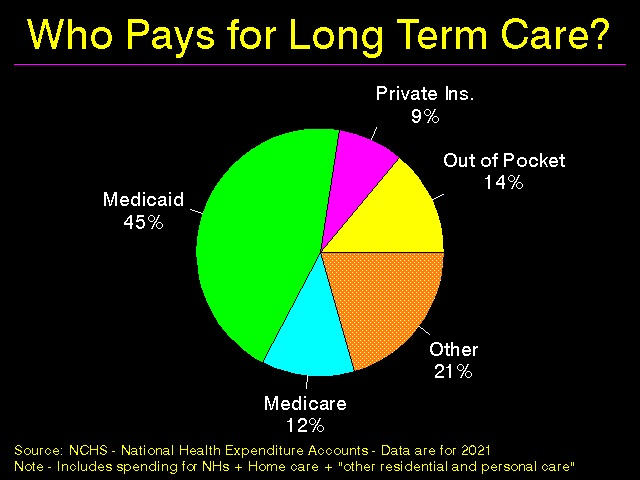 Who Pays for Long Term Care?
Private Ins.
9%
Out of Pocket
14%
Medicaid
45%
Other
21%
Medicare
12%
Source: NCHS - National Health Expenditure Accounts - Data are for 2021
Note - Includes spending for NHs + Home care + "other residential and personal care"